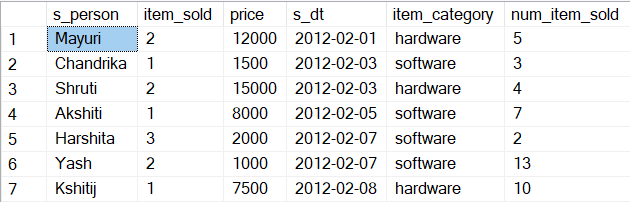 s_person item_sold price s_dt item_category num_item_sold
1 Mayuri 2 12000 2012-02-01 hardware 5
2 Chandrika 1 1500 2012-02-03 software 3
3 Shruti 2 15000 2012-02-03 hardware 4
4 Akshiti 1 8000 2012-02-05 software 7
5 Harshita 3 2000 2012-02-07 software 2
6 Yash 2 1000 2012-02-07 software 13
7 Kshitij 1 7500 2012-02-08 hardware 10